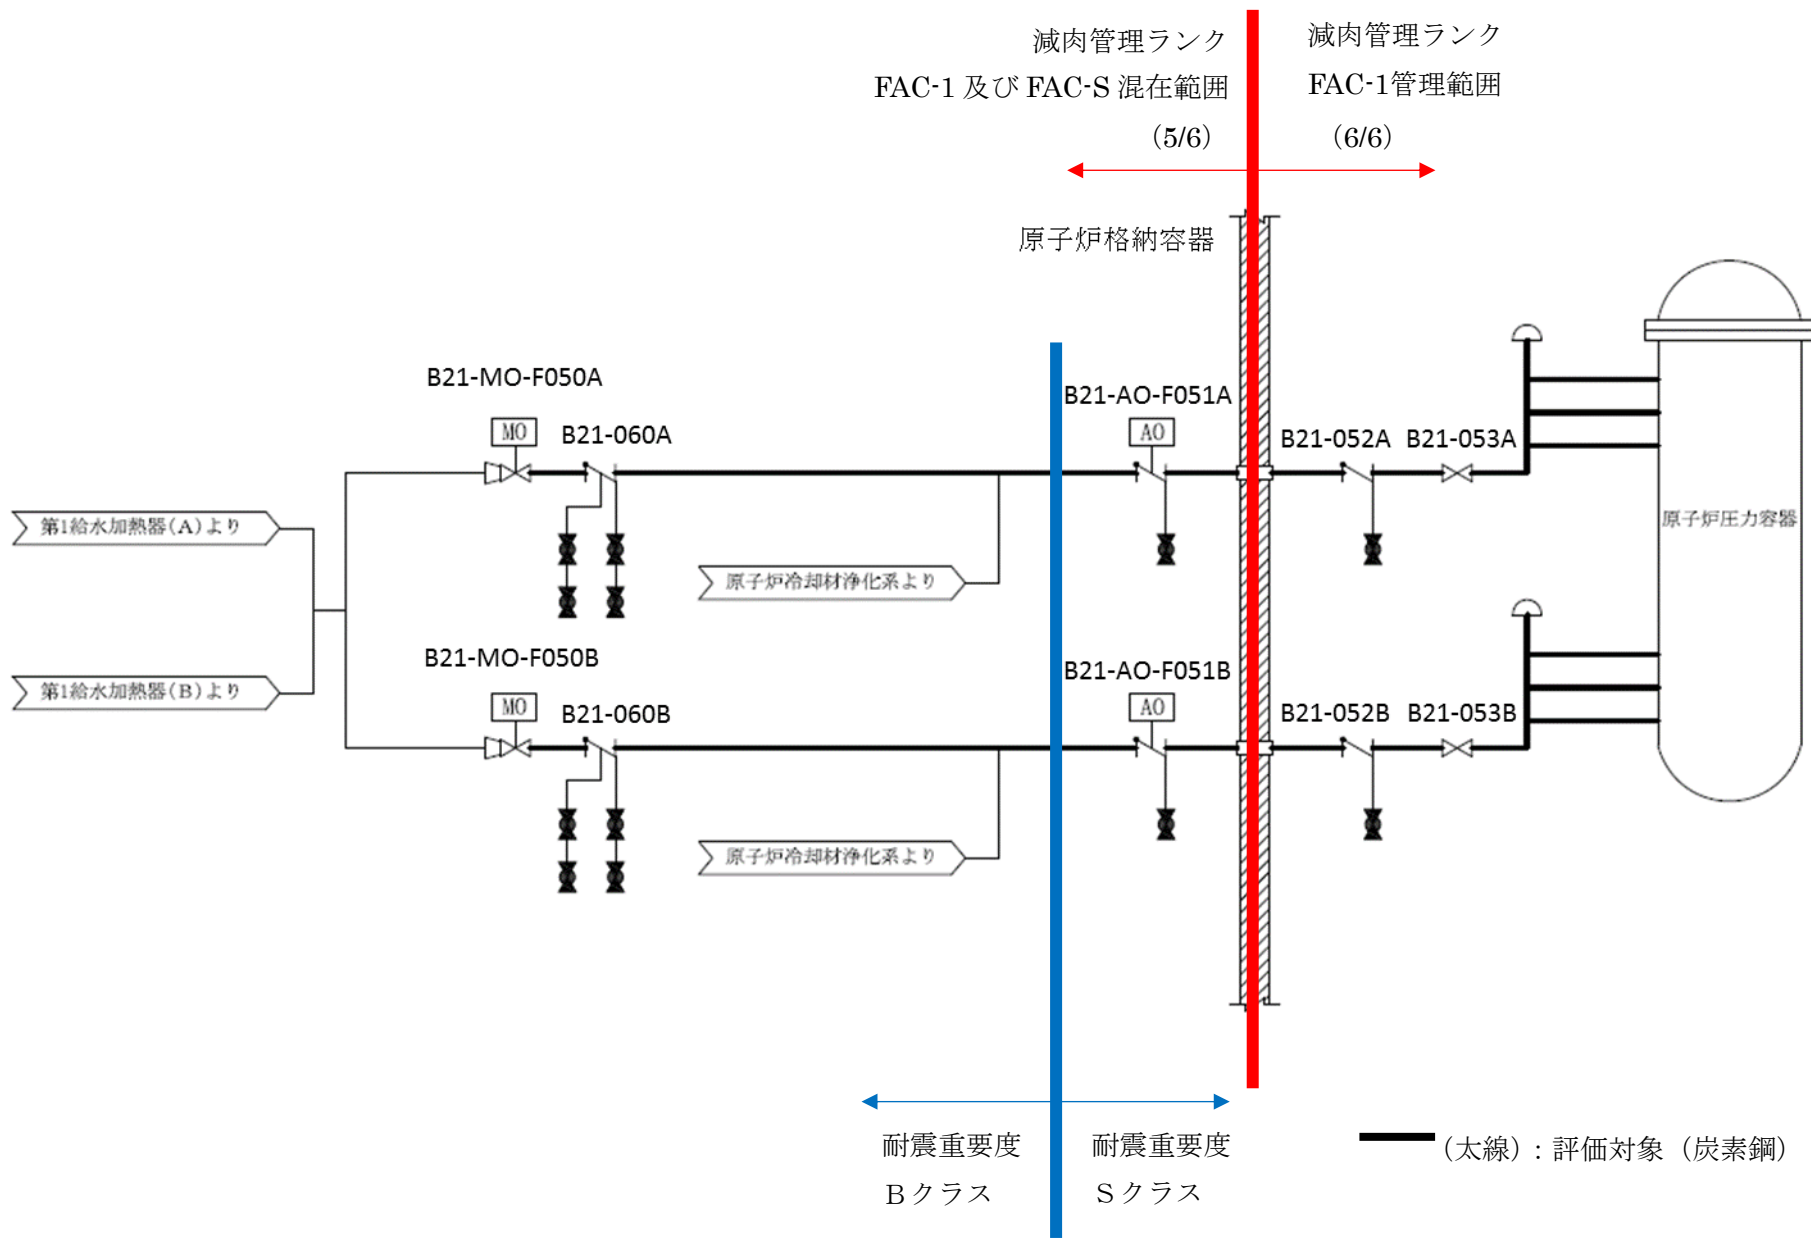 減肉管理ランク
FAC-1 及び FAC-S 混在範囲
（5/6）
減肉管理ランク
FAC-1管理範囲
（6/6）
原子炉格納容器
B21-MO-F050A
MO
B21-060A
B21-AO-F051A
AO
B21-052A
B21-053A
第1給水加熱器(A)より
原子炉冷却材浄化系より
原子炉圧力容器
第1給水加熱器(B)より
B21-MO-F050B
MO
B21-060B
B21-AO-F051B
AO
B21-052B
B21-053B
原子炉冷却材浄化系より
耐震重要度
Bクラス
耐震重要度
Sクラス
(太線)：評価対象（炭素鋼）